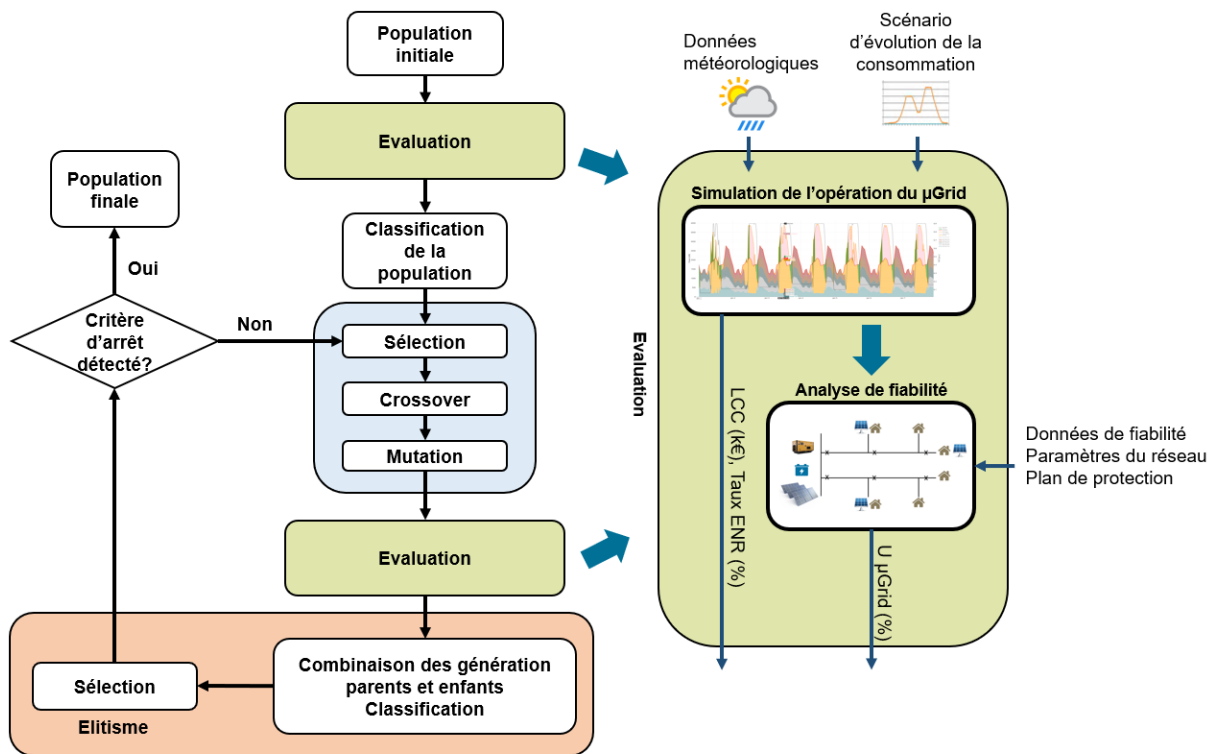 Population
initiale
Evaluation
Classification
de la
population
Sélection
Crossover
Mutation
Evaluation
Combinaison des génération
parents et enfants
Classification
Sélection
Elitisme
Critère
d'arrêt
détecté?
Oui
Non
Population
finale
Données
météorologiques
Scénario
d'évolution de la
consommation
Evaluation
Simulation de l'opération du µGrid
Analyse de fiabilité
Données de fiabilité
Paramètres du réseau
Plan de protection
LCC (k€), Taux ENR (%)
U µGrid (%)